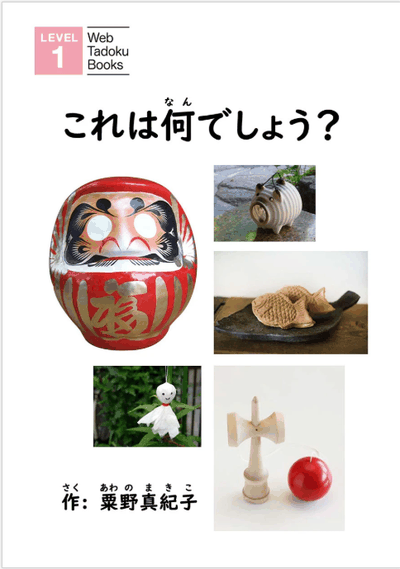 LEVEL
1
Web
Tadoku
Books
なん
これは何でしょう？
福
さく あわ の ま き こ
作: 粟野真紀子